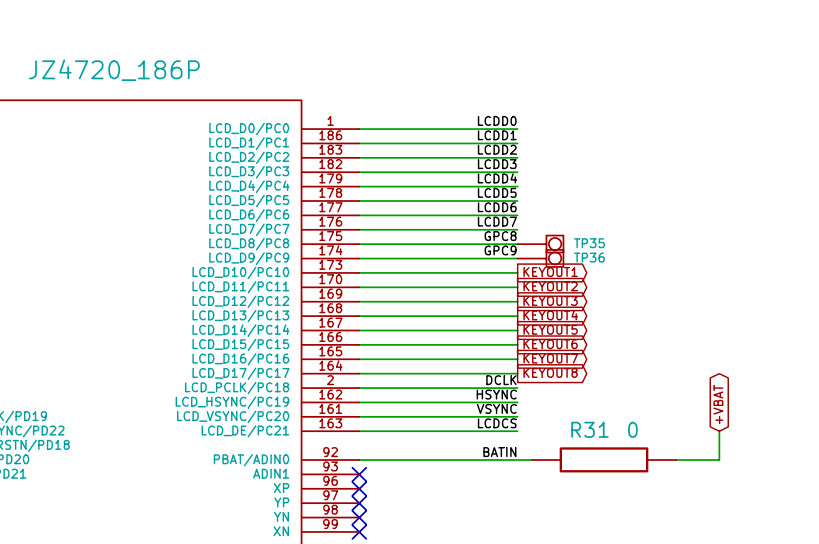 JZ4720_186P
LCD_D0/PC0 1 LCDD0
LCD_D1/PC1 186 LCDD1
LCD_D2/PC2 183 LCDD2
LCD_D3/PC3 182 LCDD3
LCD_D4/PC4 179 LCDD4
LCD_D5/PC5 178 LCDD5
LCD_D6/PC6 177 LCDD6
LCD_D7/PC7 176 LCDD7
LCD_D8/PC8 175 GPC8 TP35
LCD_D9/PC9 174 GPC9 TP36
LCD_D10/PC10 173 KEYOUT1
LCD_D11/PC11 170 KEYOUT2
LCD_D12/PC12 169 KEYOUT3
LCD_D13/PC13 168 KEYOUT4
LCD_D14/PC14 167 KEYOUT5
LCD_D15/PC15 166 KEYOUT6
LCD_D16/PC16 165 KEYOUT7
LCD_D17/PC17 164 KEYOUT8
LCD_PCLK/PC18 2 DCLK
LCD_HSYNC/PC19 162 HSYNC
K/PD19 LCD_VSYNC/PC20 161 VSYNC
YNC/PD22 LCD_DE/PC21 163 LCDCS
RSTN/PD18
PD20 PBAT/ADIN0 92 BATIN R31 0 +VBAT
PD21 ADIN1 93
XP 96
YP 97
YN 98
XN 99